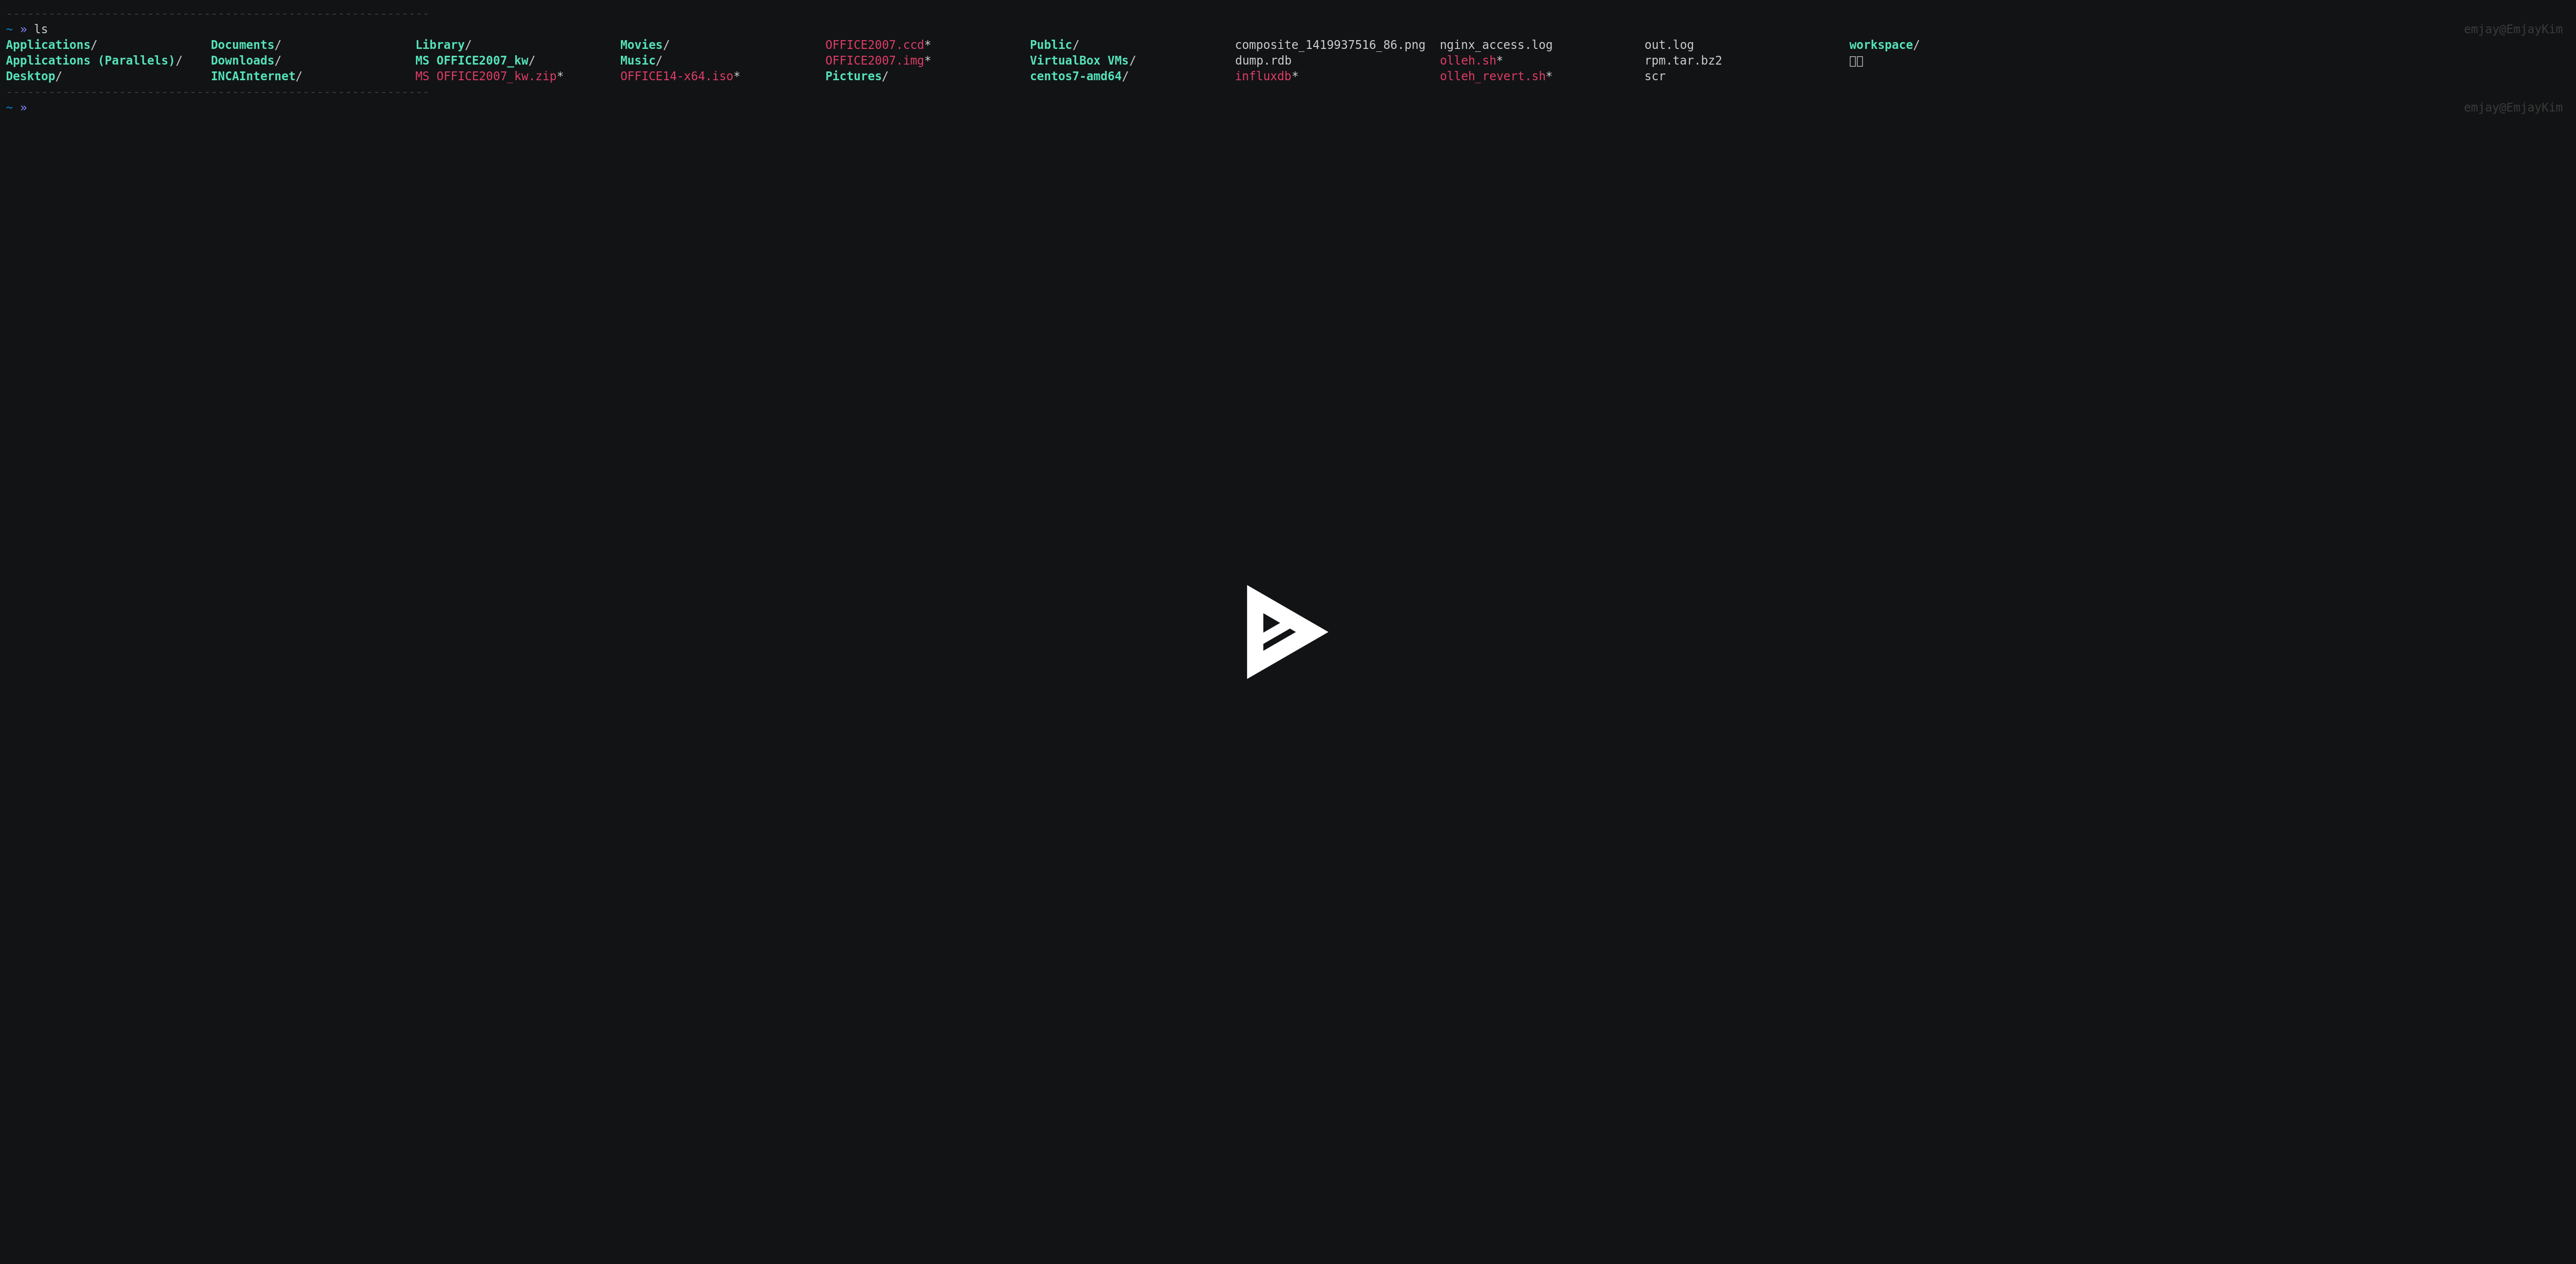 ------------------------------------------------------------
~ » ls emjay@EmjayKim
Applications/ Documents/ Library/ Movies/ OFFICE2007.ccd* Public/ composite_1419937516_86.png nginx_access.log out.log workspace/
Applications (Parallels)/ Downloads/ MS OFFICE2007_kw/ Music/ OFFICE2007.img* VirtualBox VMs/ dump.rdb olleh.sh* rpm.tar.bz2
Desktop/ INCAInternet/ MS OFFICE2007_kw.zip* OFFICE14-x64.iso* Pictures/ centos7-amd64/ influxdb* olleh_revert.sh* scr
------------------------------------------------------------
~ » emjay@EmjayKim